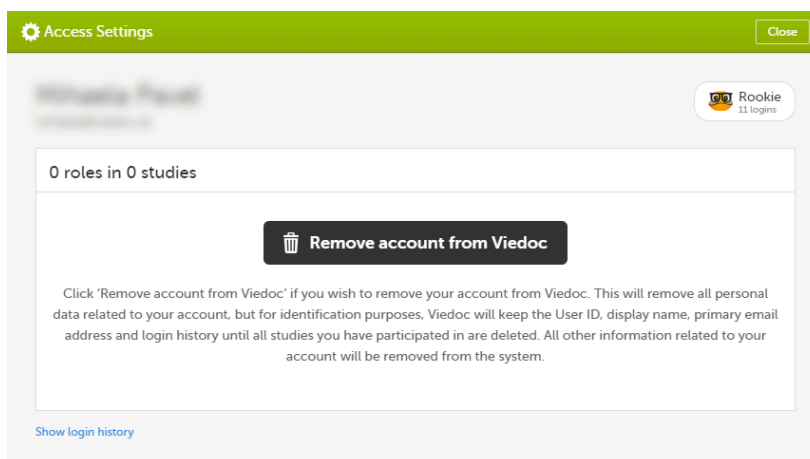 Access Settings
Close
Rookie
11 logins
0 roles in 0 studies
Remove account from Viedoc
Click 'Remove account from Viedoc' if you wish to remove your account from Viedoc. This will remove all personal
data related to your account, but for identification purposes, Viedoc will keep the User ID, display name, primary email
address and login history until all studies you have participated in are deleted. All other information related to your
account will be removed from the system.
Show login history